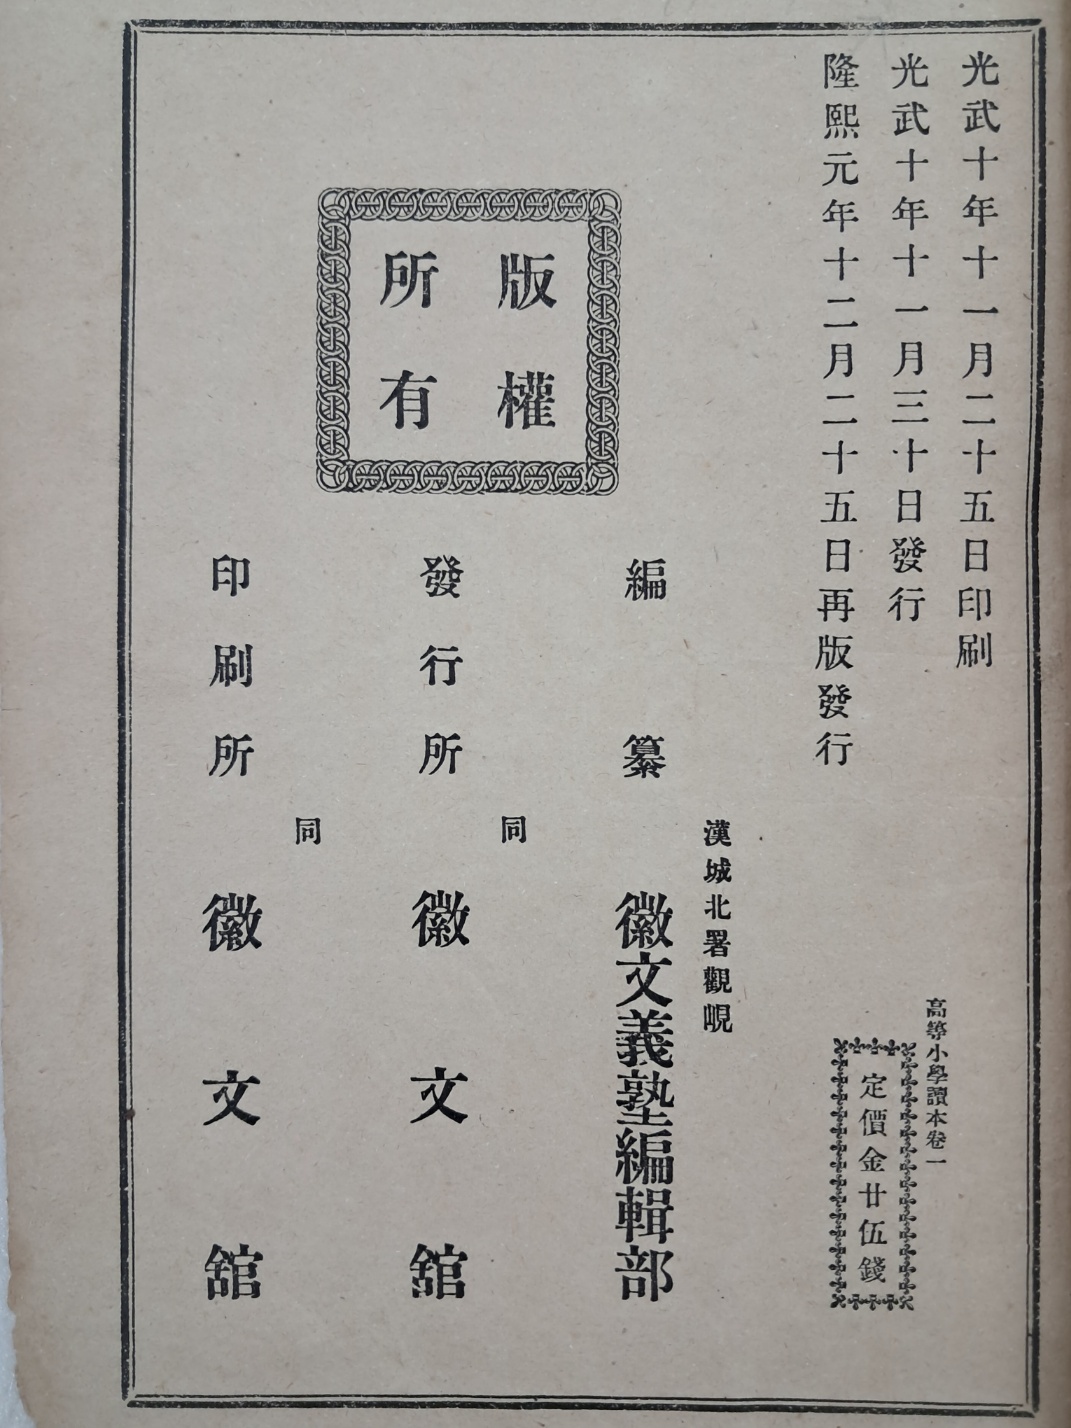 光武十年十一月二十五日印刷
光武十年十一月三十日發行
隆熙元年十二月二十五日再版發行
高等小學讀本卷一
定價金廿伍錢
版權
所有
漢城北署觀峴
編纂 徽文義塾編輯部
同
發行所 徽文舘
同
印刷所 徽文舘